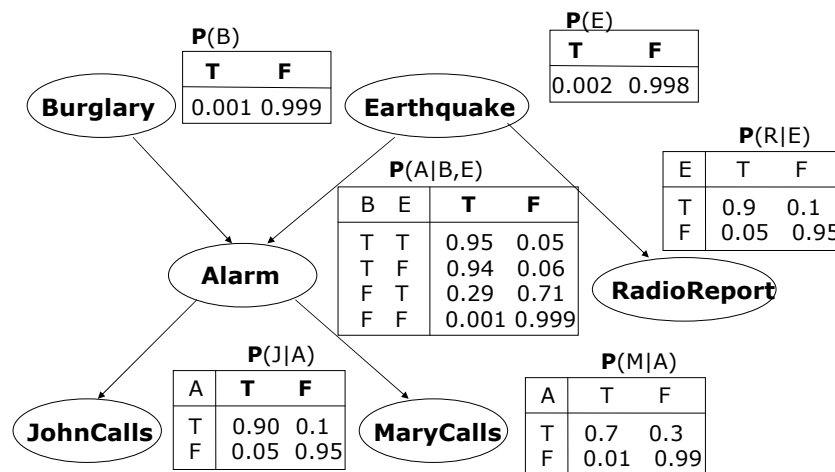 P(B)
T F
0.001 0.999
P(E)
T F
0.002 0.998
Burglary
Earthquake
P(R|E)
E T F
T 0.9 0.1
F 0.05 0.95
P(A|B,E)
B E T F
T T 0.95 0.05
T F 0.94 0.06
F T 0.29 0.71
F F 0.001 0.999
Alarm
RadioReport
P(J|A)
A T F
T 0.90 0.1
F 0.05 0.95
P(M|A)
A T F
T 0.7 0.3
F 0.01 0.99
JohnCalls
MaryCalls